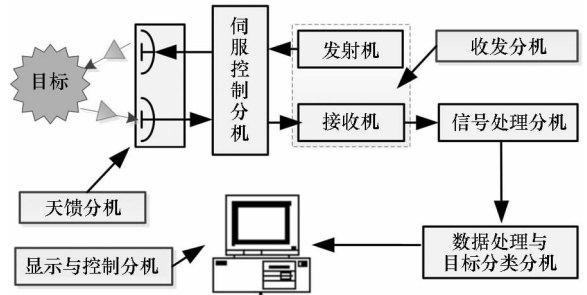 目标
伺服控制分机
发射机
收发分机
接收机
信号处理分机
天馈分机
显示与控制分机
数据处理与
目标分类分机